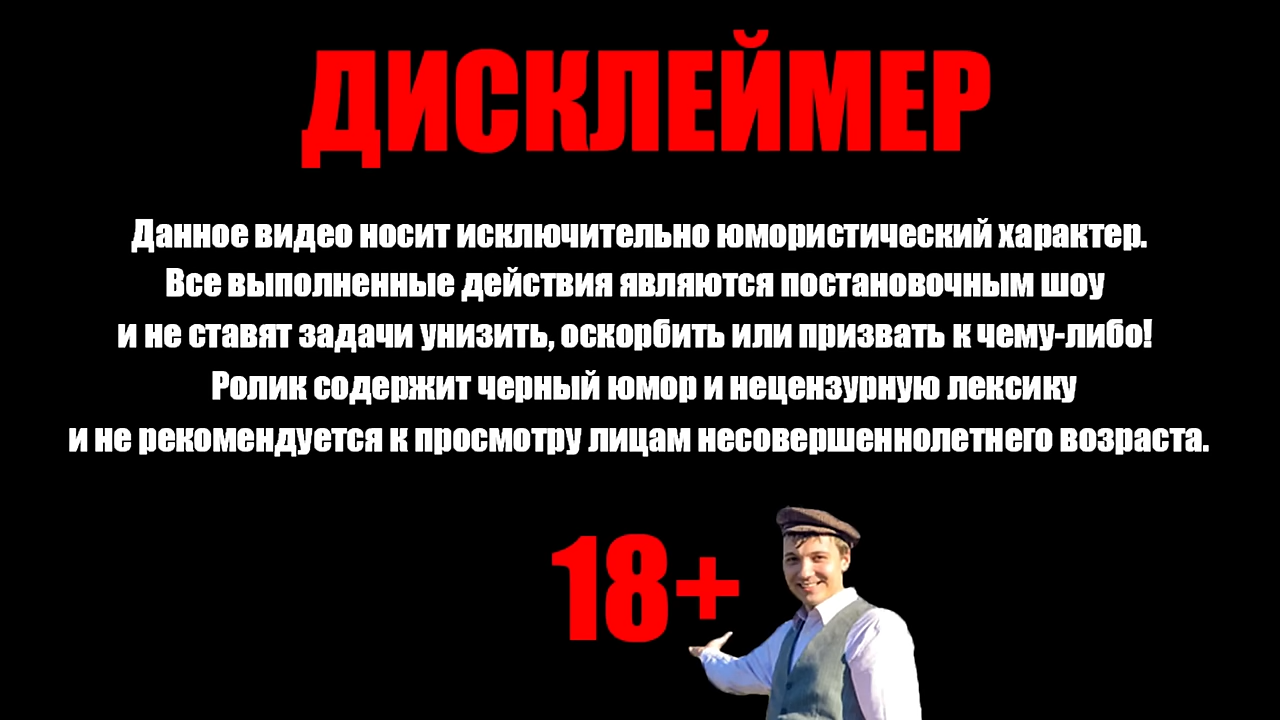 ДИСКЛЕЙМЕР
Данное видео носит исключительно юмористический характер.
Все выполненные действия являются постановочным шоу
и не ставят задачи унизить, оскорбить или призвать к чему-либо!
Ролик содержит черный юмор и нецензурную лексику
и не рекомендуется к просмотру лицам несовершеннолетнего возраста.
18+